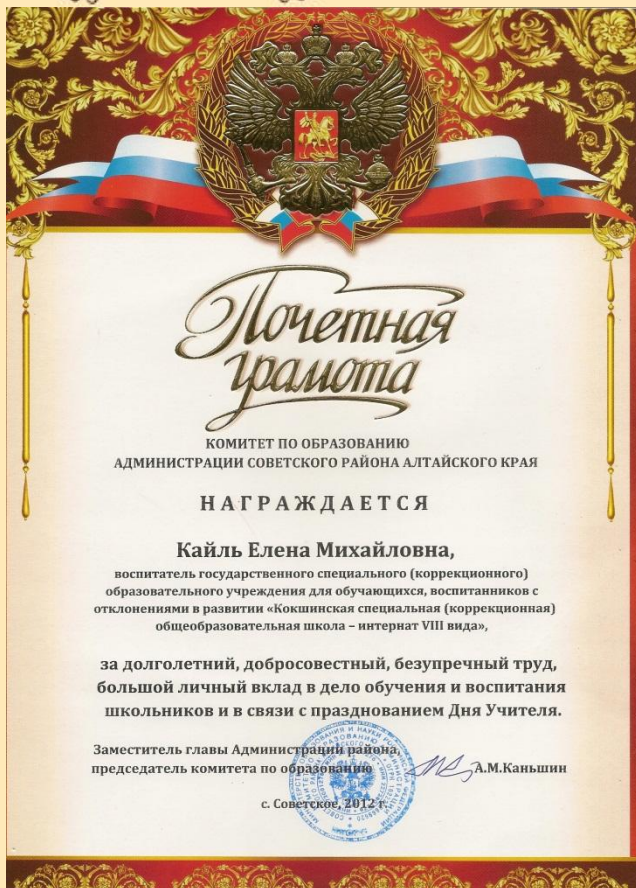 Почетная
грамота
КОМИТЕТ ПО ОБРАЗОВАНИЮ
АДМИНИСТРАЦИИ СОВЕТСКОГО РАЙОНА АЛТАЙСКОГО КРАЯ
НАГРАЖДАЕТСЯ
Кайль Елена Михайловна,
воспитатель государственного специального (коррекционного)
образовательного учреждения для обучающихся, воспитанников с
отклонениями в развитии «Кокшинская специальная (коррекционная)
общеобразовательная школа – интернат VIII вида»,
за долголетний, добросовестный, безупречный труд,
большой личный вклад в дело обучения и воспитания
школьников и в связи с празднованием Дня Учителя.
Заместитель главы Администрации района,
председатель комитета по образованию А.М.Каньшин
с. Советское, 2012 г.